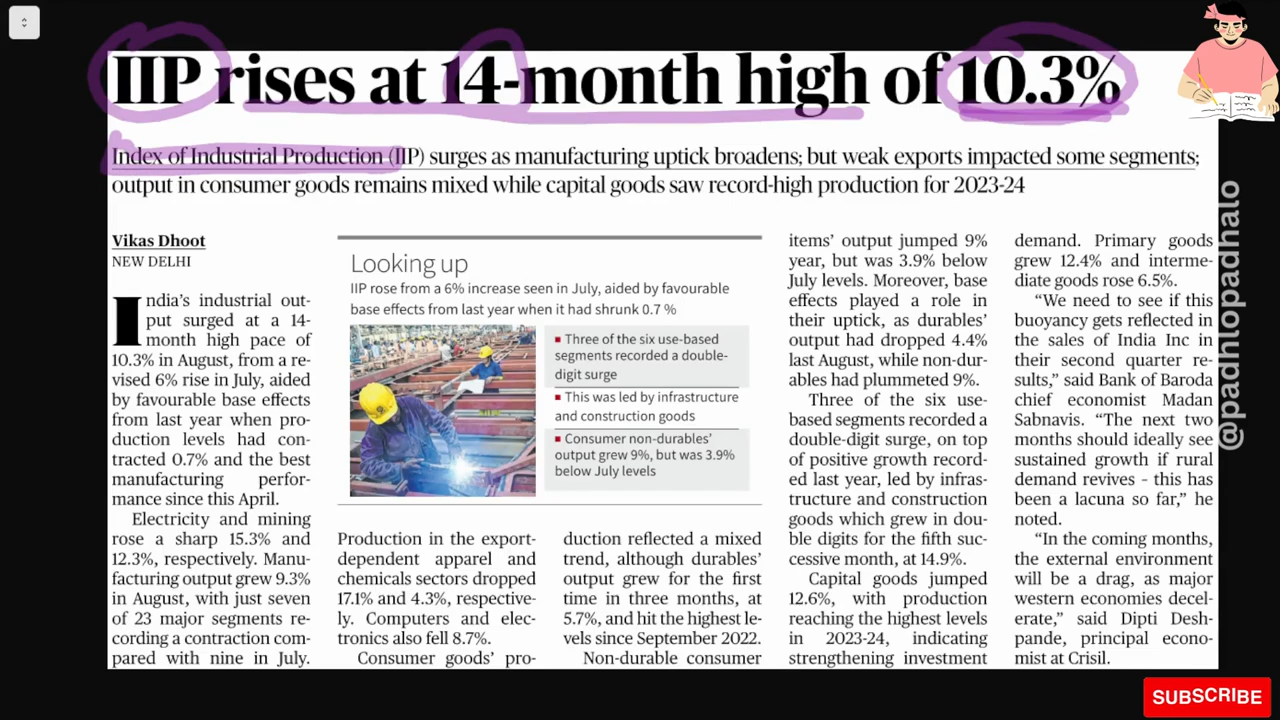 IIP rises at 14-month high of 10.3%
Index of Industrial Production (IIP) surges as manufacturing uptick broadens; but weak exports impacted some segments;
output in consumer goods remains mixed while capital goods saw record-high production for 2023-24
Vikas Dhoot
NEW DELHI
India's industrial out-
put surged at a 14-
month high pace of
10.3% in August, from a re-
vised 6% rise in July, aided
by favourable base effects
from last year when pro-
duction levels had con-
tracted 0.7% and the best
manufacturing perfor-
mance since this April.
Electricity and mining
rose a sharp 15.3% and
12.3%, respectively. Manu-
facturing output grew 9.3%
in August, with just seven
of 23 major segments re-
cording a contraction com-
pared with nine in July.
Looking up
IIP rose from a 6% increase seen in July, aided by favourable
base effects from last year when it had shrunk 0.7 %
Three of the six use-based
segments recorded a double-
digit surge
This was led by infrastructure
and construction goods
Consumer non-durables'
output grew 9%, but was 3.9%
below July levels
Production in the export-
dependent apparel and
chemicals sectors dropped
17.1% and 4.3%, respective-
ly. Computers and elec-
tronics also fell 8.7%.
Consumer goods' pro-
duction reflected a mixed
trend, although durables'
output grew for the first
time in three months, at
5.7%, and hit the highest le-
vels since September 2022.
Non-durable consumer
items' output jumped 9%
year, but was 3.9% below
July levels. Moreover, base
effects played a role in
their uptick, as durables'
output had dropped 4.4%
last August, while non-dur-
ables had plummeted 9%.
Three of the six use-
based segments recorded a
double-digit surge, on top
of positive growth record-
ed last year, led by infras-
tructure and construction
goods which grew in dou-
ble digits for the fifth suc-
cessive month, at 14.9%.
Capital goods jumped
12.6%, with production
reaching the highest levels
in 2023-24, indicating
strengthening investment
demand. Primary goods
grew 12.4% and interme-
diate goods rose 6.5%.
"We need to see if this
buoyancy gets reflected in
the sales of India Inc in
their second quarter re-
sults," said Bank of Baroda
chief economist Madan
Sabnavis. "The next two
months should ideally see
sustained growth if rural
demand revives – this has
been a lacuna so far," he
noted.
"In the coming months,
the external environment
will be a drag, as major
western economies decel-
erate," said Dipti Desh-
pande, principal econo-
mist at Crisil.
@padhlopadhalo
SUBSCRIBE